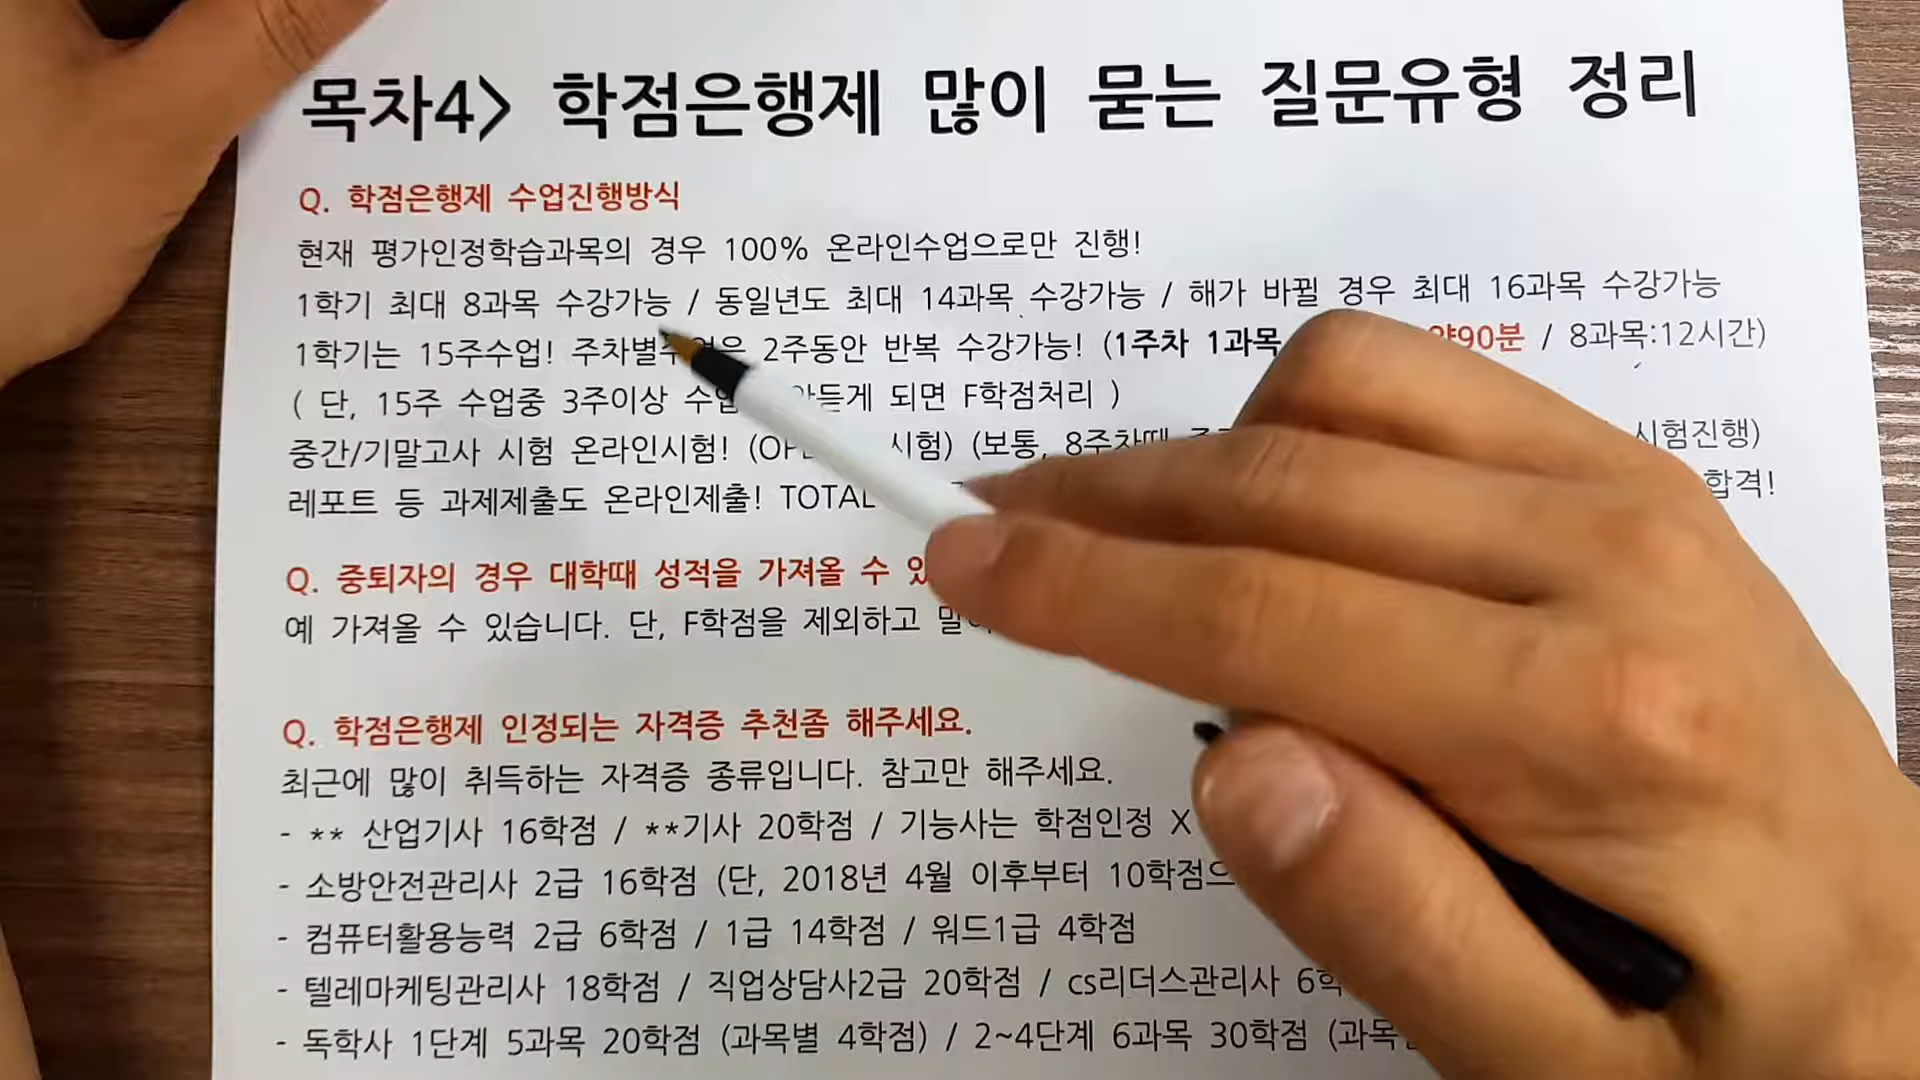 목차4> 학점은행제 많이 묻는 질문유형 정리
Q. 학점은행제 수업진행방식
현재 평가인정학습과목의 경우 100% 온라인수업으로만 진행!
1학기 최대 8과목 수강가능 / 동일년도 최대 14과목 수강가능 / 해가 바뀔 경우 최대 16과목 수강가능
1학기는 15주수업! 2주동안 반복 수강가능! (1주차 1과목 약90분 / 8과목:12시간)
( 단, 15주 수업중 3주이상 안듣게 되면 F학점처리 )
중간/기말고사 시험 온라인시험! 시험) (보통, 8주차때 시험진행)
레포트 등 과제제출도 온라인제출! TOTAL 합격!
Q. 중퇴자의 경우 대학때 성적을 가져올 수
예 가져올 수 있습니다. 단, F학점을 제외하고
Q. 학점은행제 인정되는 자격증 추천좀 해주세요.
최근에 많이 취득하는 자격증 종류입니다. 참고만 해주세요.
- ** 산업기사 16학점 / **기사 20학점 / 기능사는 학점인정 X
- 소방안전관리사 2급 16학점 (단, 2018년 4월 이후부터 10학점으
- 컴퓨터활용능력 2급 6학점 / 1급 14학점 / 워드1급 4학점
- 텔레마케팅관리사 18학점 / 직업상담사2급 20학점 / cs리더스관리사 6학
- 독학사 1단계 5과목 20학점 (과목별 4학점) / 2~4단계 6과목 30학점 (과목